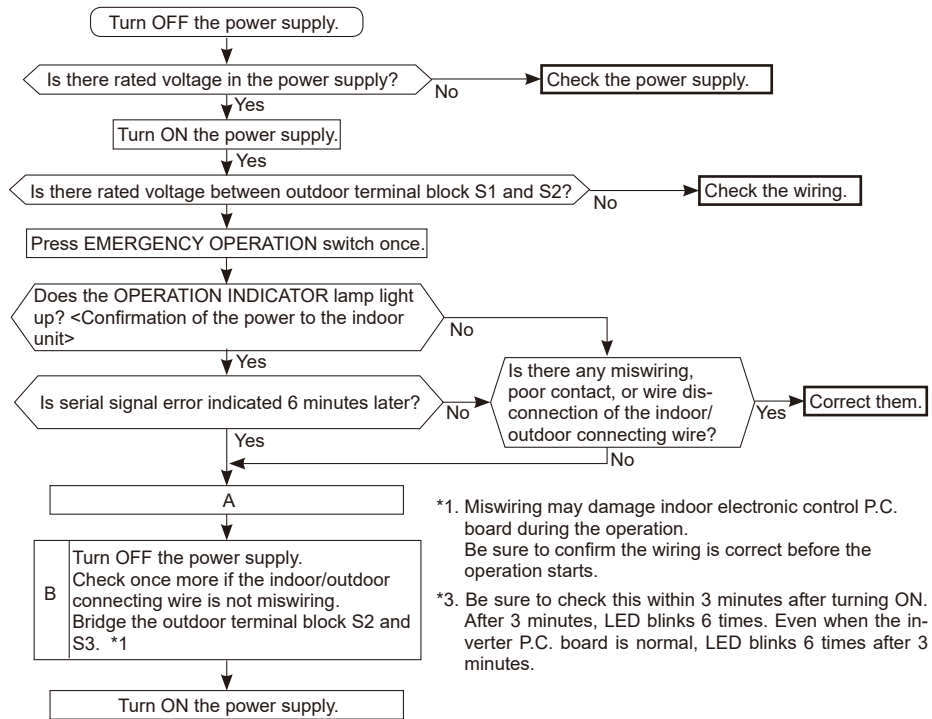 Turn OFF the power supply.
Is there rated voltage in the power supply?
No
Check the power supply.
Yes
Turn ON the power supply.
Yes
Is there rated voltage between outdoor terminal block S1 and S2?
No
Check the wiring.
Press EMERGENCY OPERATION switch once.
Does the OPERATION INDICATOR lamp light
up? <Confirmation of the power to the indoor
unit>
No
Yes
Is serial signal error indicated 6 minutes later?
No
Is there any miswiring,
poor contact, or wire dis-
connection of the indoor/
outdoor connecting wire?
Yes
Correct them.
Yes
No
A
B
Turn OFF the power supply.
Check once more if the indoor/outdoor
connecting wire is not miswiring.
Bridge the outdoor terminal block S2 and
S3. *1
Turn ON the power supply.
*1. Miswiring may damage indoor electronic control P.C.
board during the operation.
Be sure to confirm the wiring is correct before the
operation starts.
*3. Be sure to check this within 3 minutes after turning ON.
After 3 minutes, LED blinks 6 times. Even when the in-
verter P.C. board is normal, LED blinks 6 times after 3
minutes.